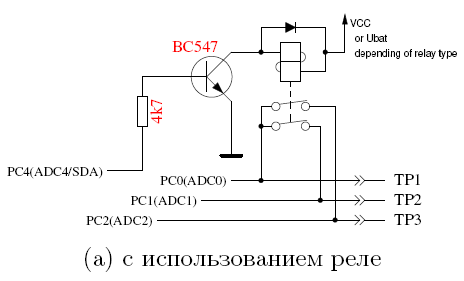 VCC
or Ubat
depending of relay type
BC547
4k7
PC4(ADC4/SDA)
PC0(ADC0)
TP1
PC1(ADC1)
TP2
PC2(ADC2)
TP3
(a) с использованием реле